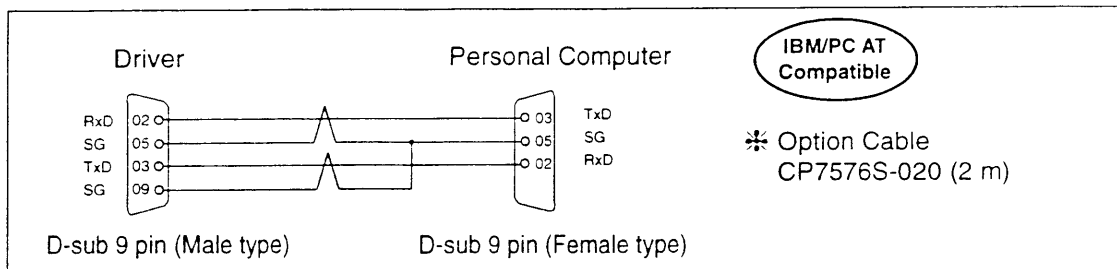 Driver
Personal Computer
IBM/PC AT
Compatible
RxD 02
SG 05
TxD 03
SG 09
03 TxD
05 SG
02 RxD
※ Option Cable
CP7576S-020 (2 m)
D-sub 9 pin (Male type)
D-sub 9 pin (Female type)